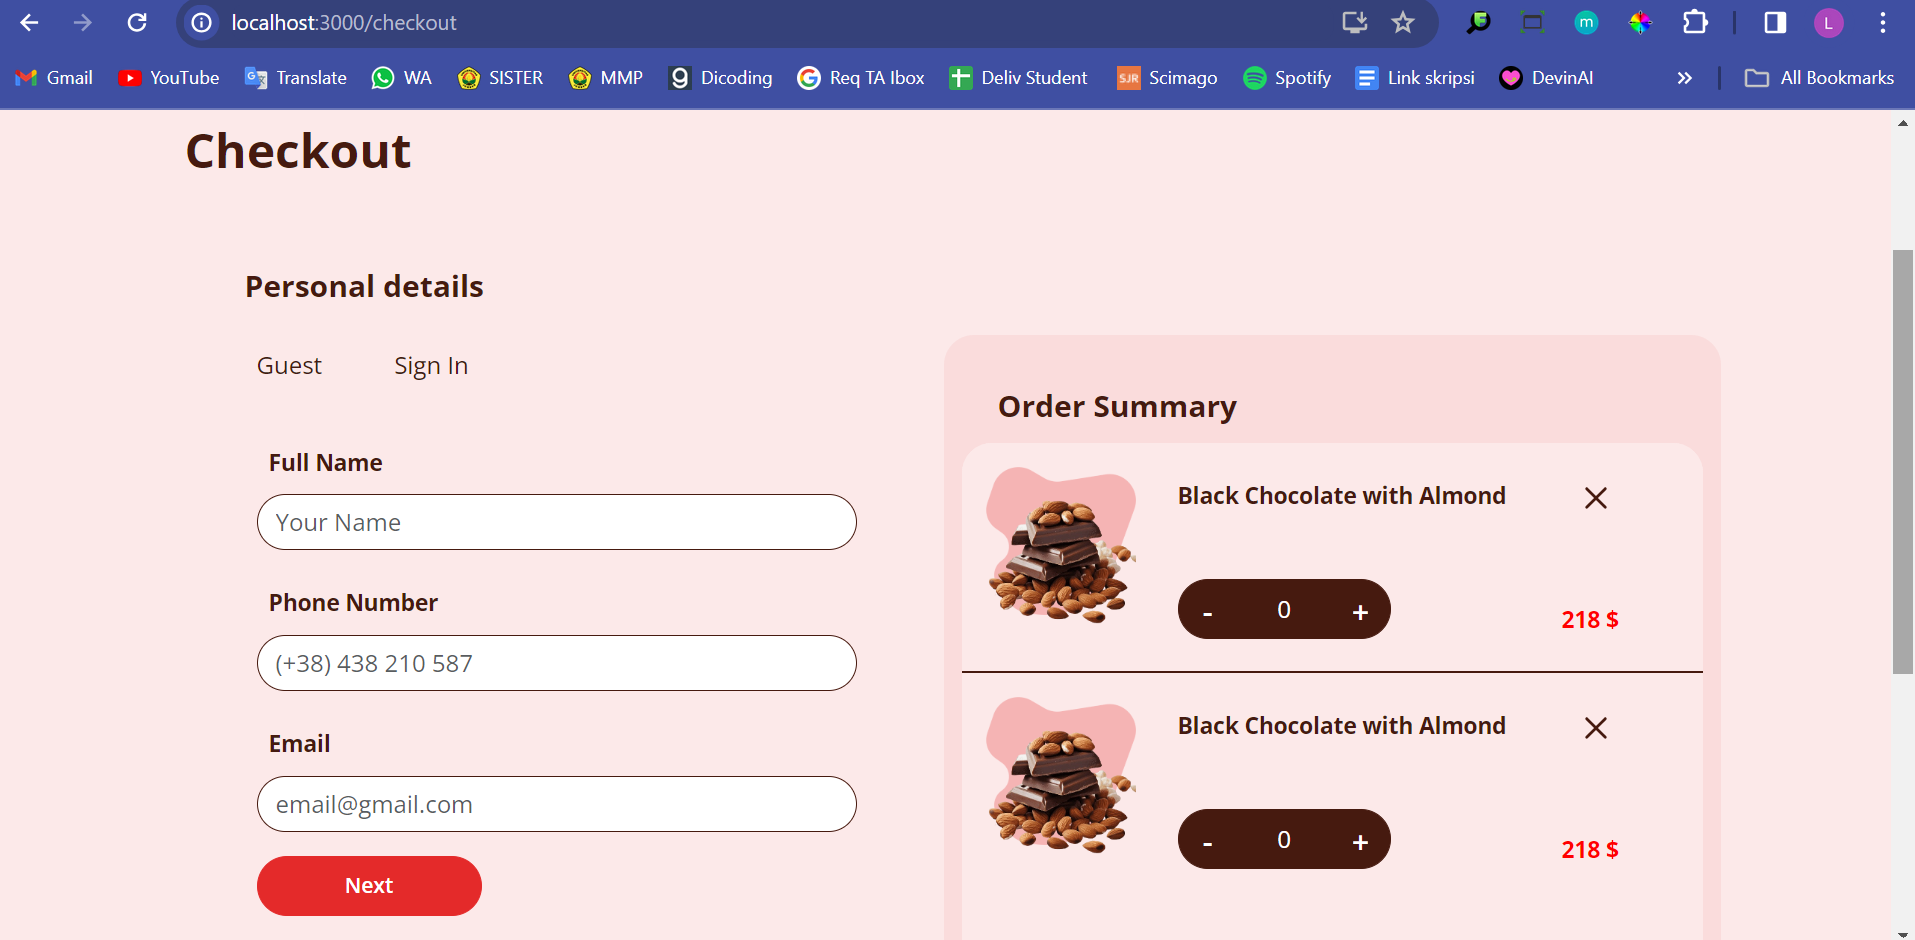 localhost:3000/checkout
L
m
Gmail YouTube Translate WA SISTER MMP Dicoding Req TA Ibox Deliv Student SJR Scimago Spotify Link skripsi DevinAI » All Bookmarks
Checkout
Personal details
Guest Sign In
Full Name
Your Name
Phone Number
(+38) 438 210 587
Email
email@gmail.com
Next
Order Summary
Black Chocolate with Almond
- 0 +
218 $
Black Chocolate with Almond
- 0 +
218 $